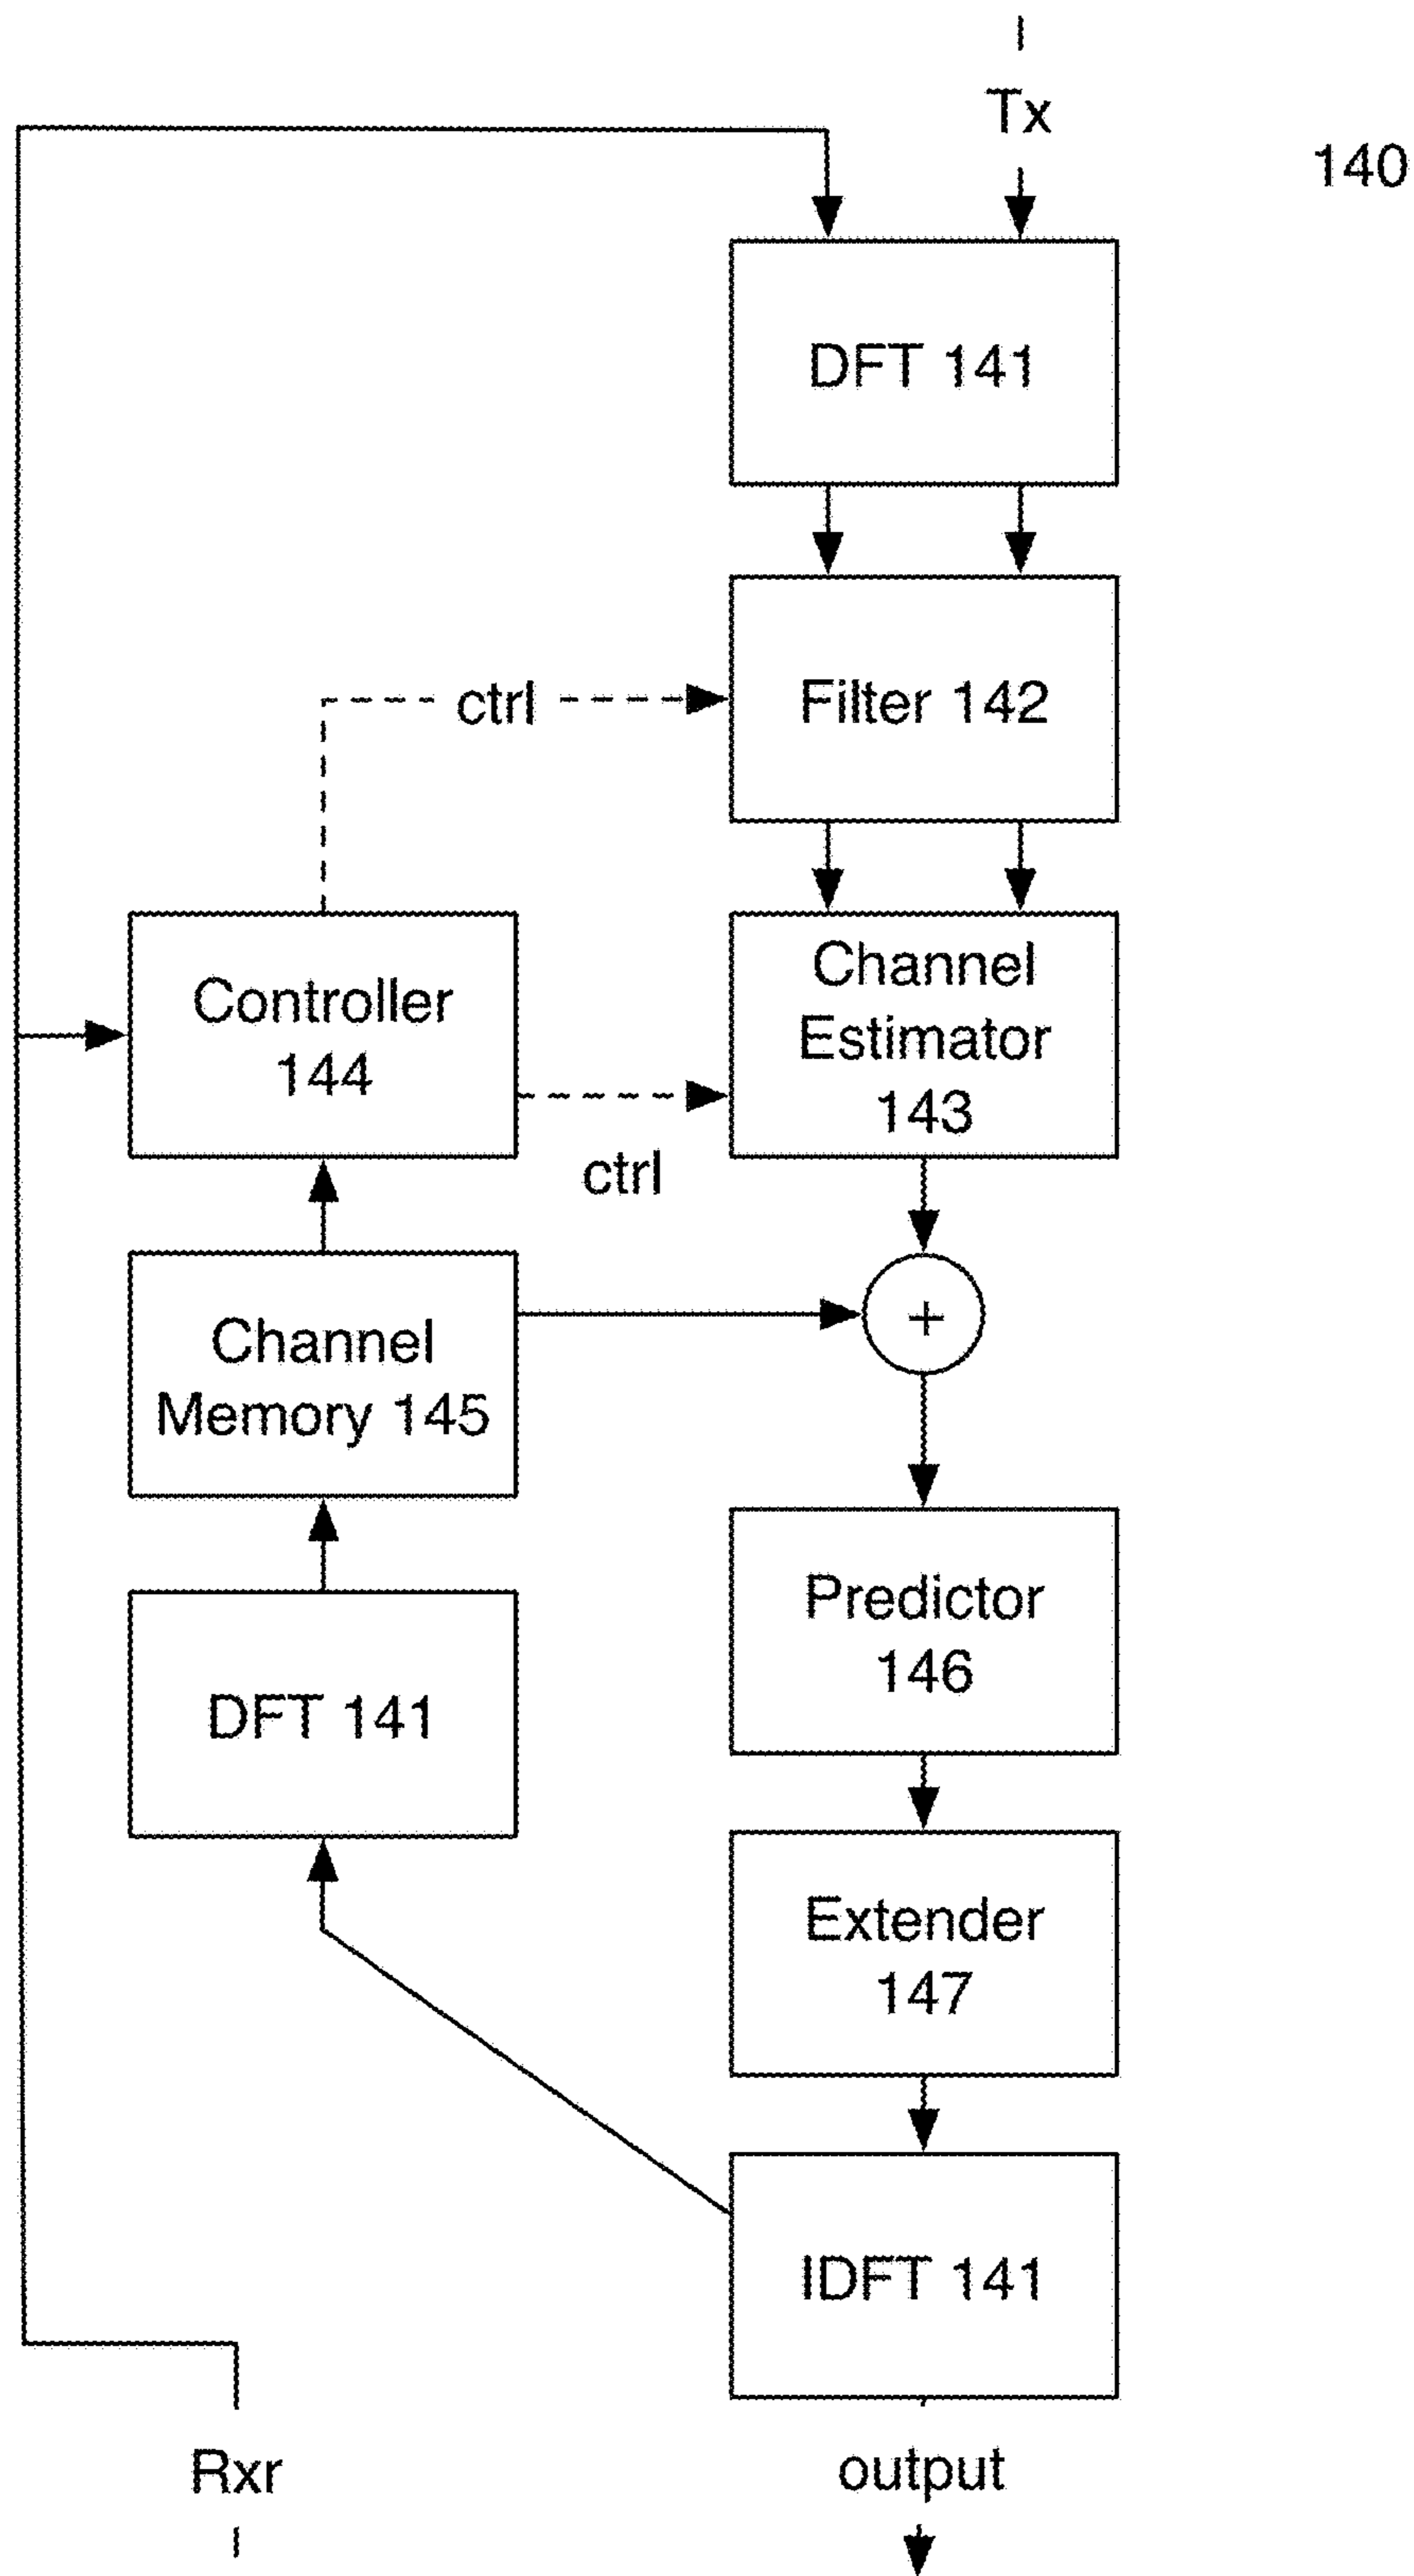 Tx
140
DFT 141
ctrl
Filter 142
Controller
144
Channel
Estimator
143
ctrl
Channel
Memory 145
+
Predictor
146
DFT 141
Extender
147
IDFT 141
Rxr
output